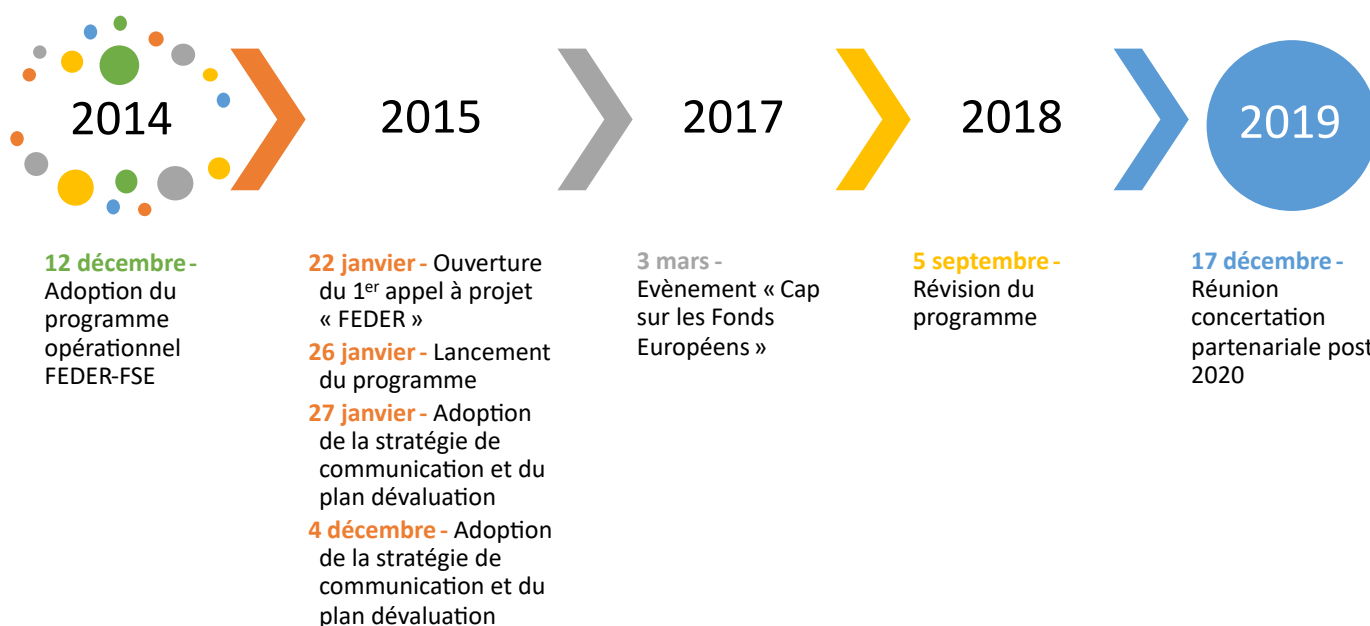 2014
2015
2017
2018
2019
12 décembre -
Adoption du
programme
opérationnel
FEDER-FSE
22 janvier - Ouverture
du 1er appel à projet
« FEDER »
26 janvier - Lancement
du programme
27 janvier - Adoption
de la stratégie de
communication et du
plan dévaluation
4 décembre - Adoption
de la stratégie de
communication et du
plan dévaluation
3 mars -
Evènement « Cap
sur les Fonds
Européens »
5 septembre -
Révision du
programme
17 décembre -
Réunion
concertation
partenariale post
2020